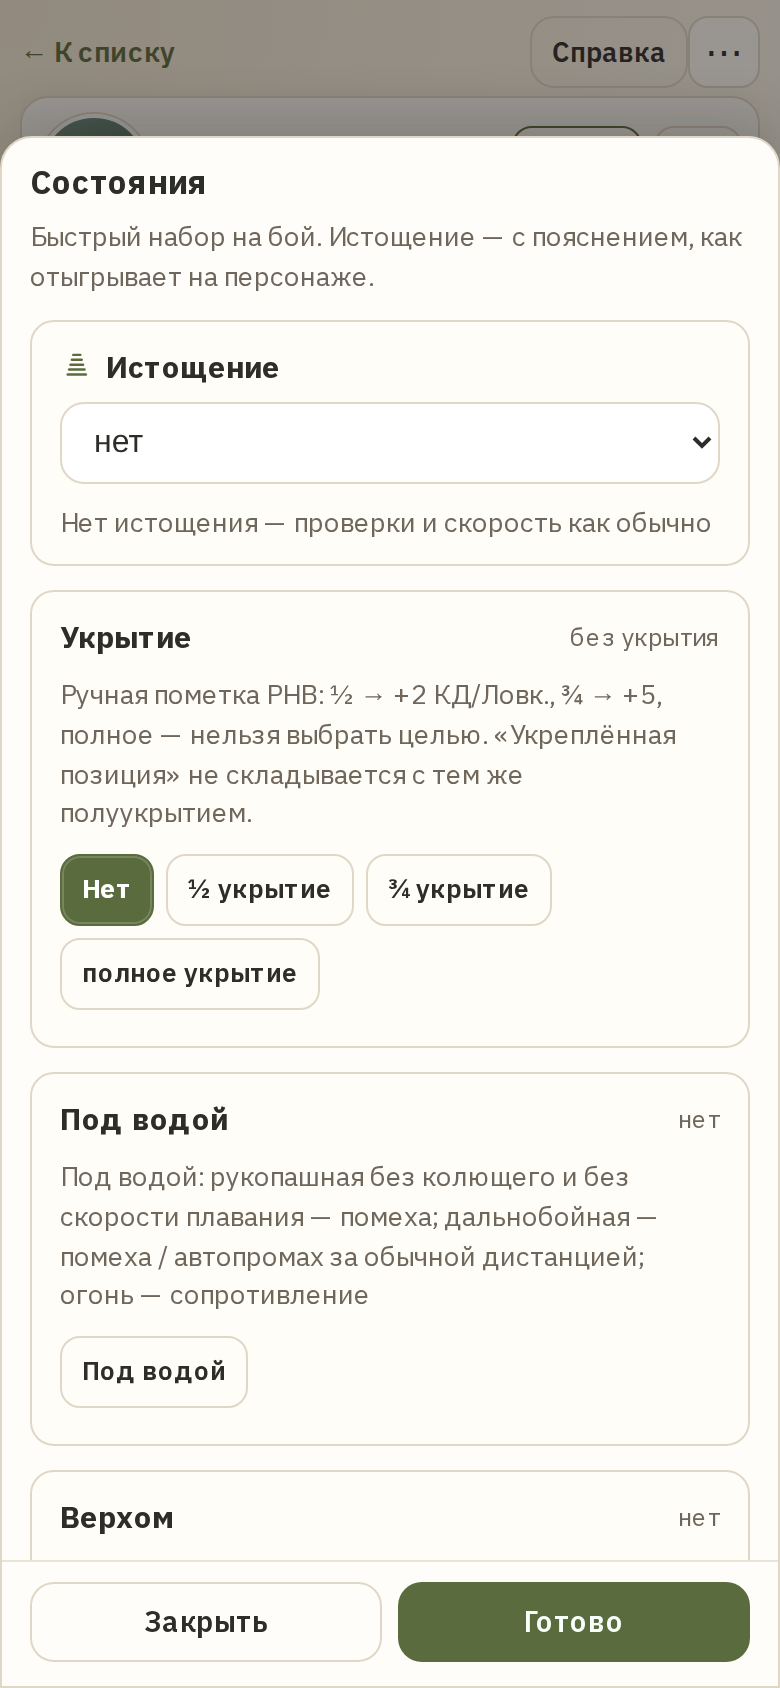 ← К списку
Справка
...
Состояния
Быстрый набор на бой. Истощение — с пояснением, как
отыгрывает на персонаже.
Истощение
нет
Нет истощения — проверки и скорость как обычно
Укрытие
без укрытия
Ручная пометка PHB: ½ → +2 КД/Ловк., ¾ → +5,
полное — нельзя выбрать целью. «Укреплённая
позиция» не складывается с тем же
полуукрытием.
Нет
½ укрытие
¾ укрытие
полное укрытие
Под водой
нет
Под водой: рукопашная без колющего и без
скорости плавания — помеха; дальнобойная —
помеха / автопромах за обычной дистанцией;
огонь — сопротивление
Под водой
Верхом
нет
Закрыть
Готово